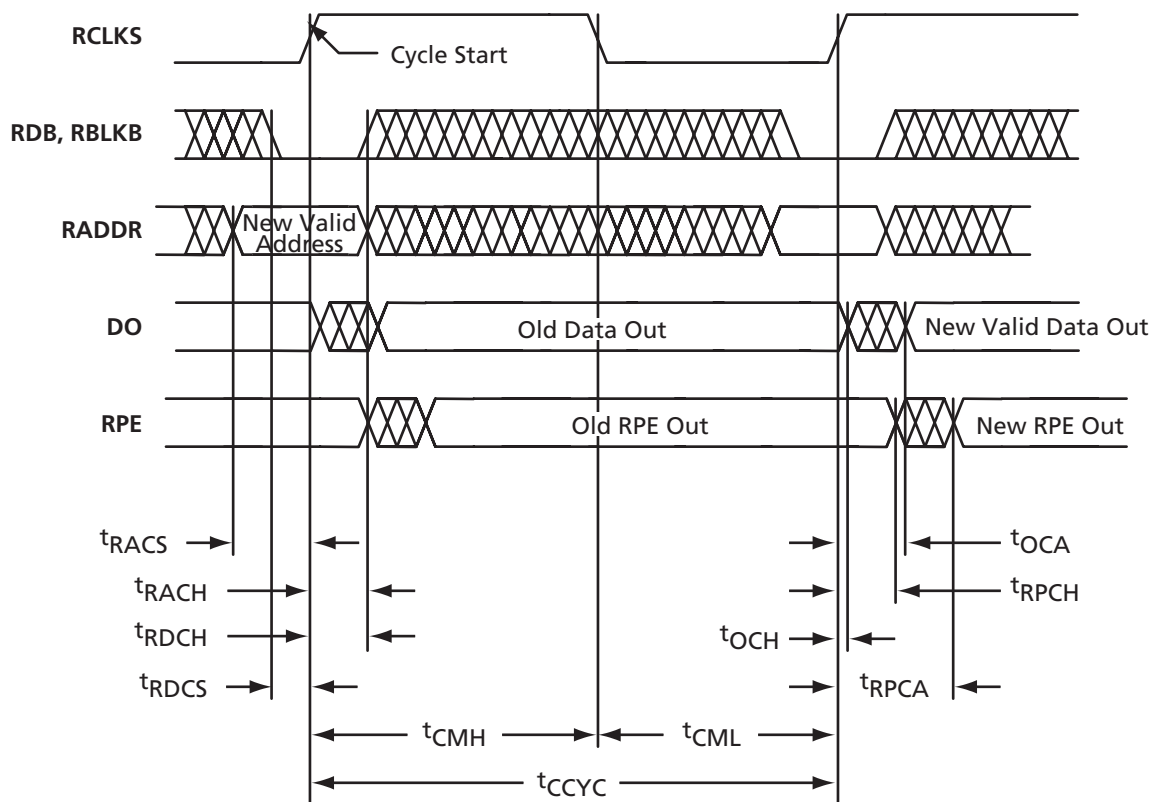 RCLKS
Cycle Start
RDB, RBLKB
RADDR
New Valid
Address
DO
Old Data Out
New Valid Data Out
RPE
Old RPE Out
New RPE Out
tRACS
tOCA
tRACH
tRPCH
tRDCH
tOCH
tRDCS
tRPCA
tCMH
tCML
tCCYC